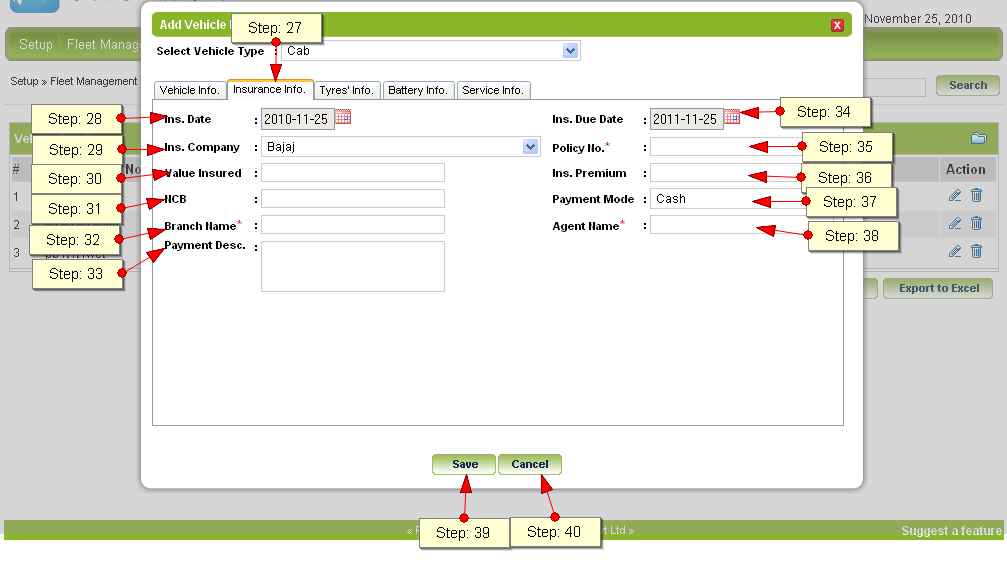 November 25, 2010
Add Vehicle
Step: 27
Setup Fleet
Select Vehicle Type : Cab
Setup » Fleet Management
Vehicle Info. Insurance Info. Tyres' Info. Battery Info. Service Info.
Search
Step: 28 Ins. Date : 2010-11-25 Ins. Due Date : 2011-11-25 Step: 34
Step: 29 Ins. Company : Bajaj Policy No.* : Step: 35
# No Action
Step: 30 Value Insured : Ins. Premium : Step: 36
1 Step: 31 NCB : Payment Mode : Cash Step: 37
2 Step: 32 Branch Name* : Agent Name* : Step: 38
3 Step: 33 Payment Desc. :
Export to Excel
Save Cancel
Step: 39 Step: 40
« Ltd »
Suggest a feature